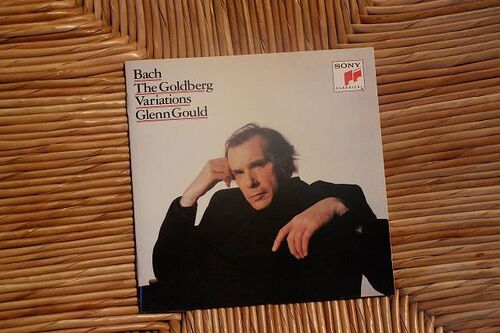 Bach
The Goldberg
Variations
Glenn Gould
SONY
CLASSICAL